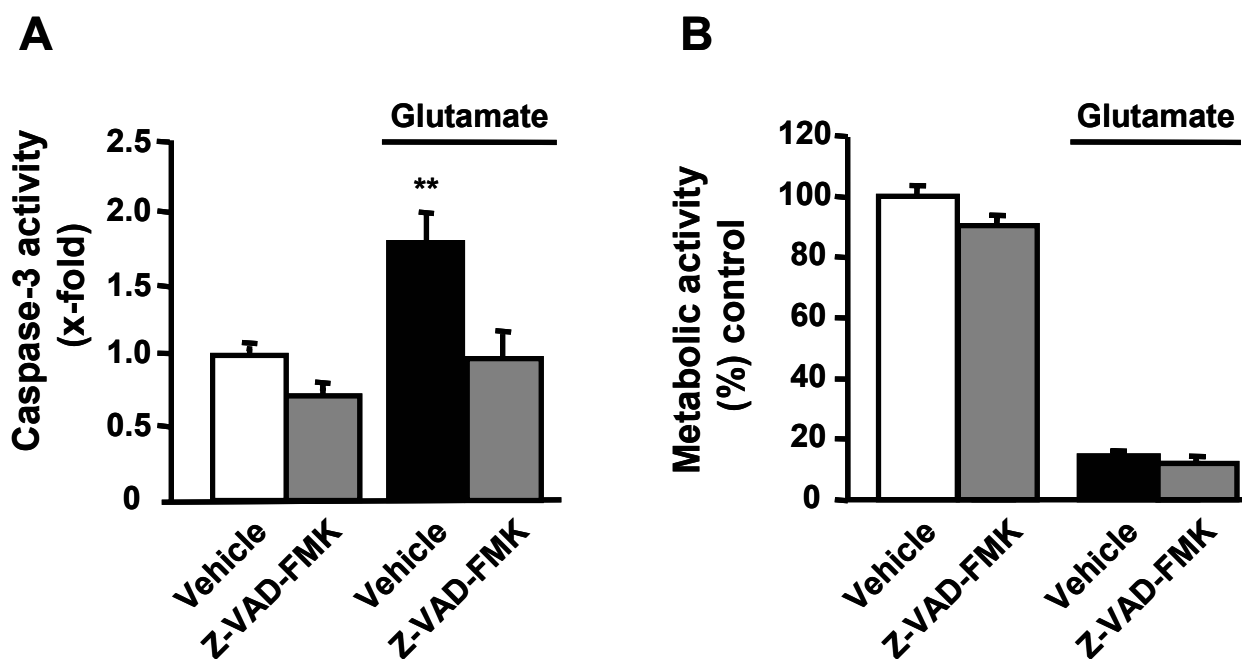 A
Caspase-3 activity
(x-fold)
2.5
2.0
1.5
1.0
0.5
0
Glutamate
**
Vehicle
Z-VAD-FMK
Vehicle
Z-VAD-FMK
B
Metabolic activity
(%) control
120
100
80
60
40
20
0
Glutamate
Vehicle
Z-VAD-FMK
Vehicle
Z-VAD-FMK